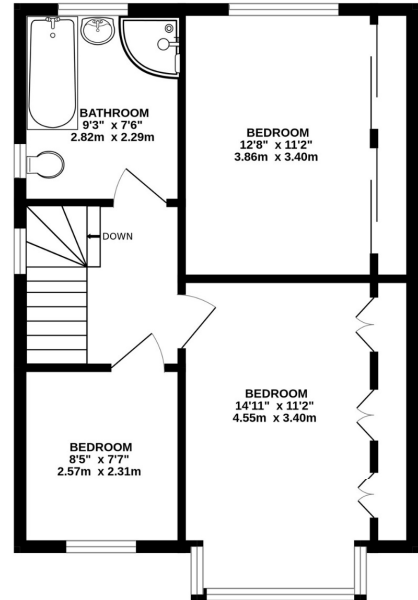 BATHROOM
9'3" x 7'6"
2.82m x 2.29m
BEDROOM
12'8" x 11'2"
3.86m x 3.40m
DOWN
BEDROOM
14'11" x 11'2"
4.55m x 3.40m
BEDROOM
8'5" x 7'7"
2.57m x 2.31m